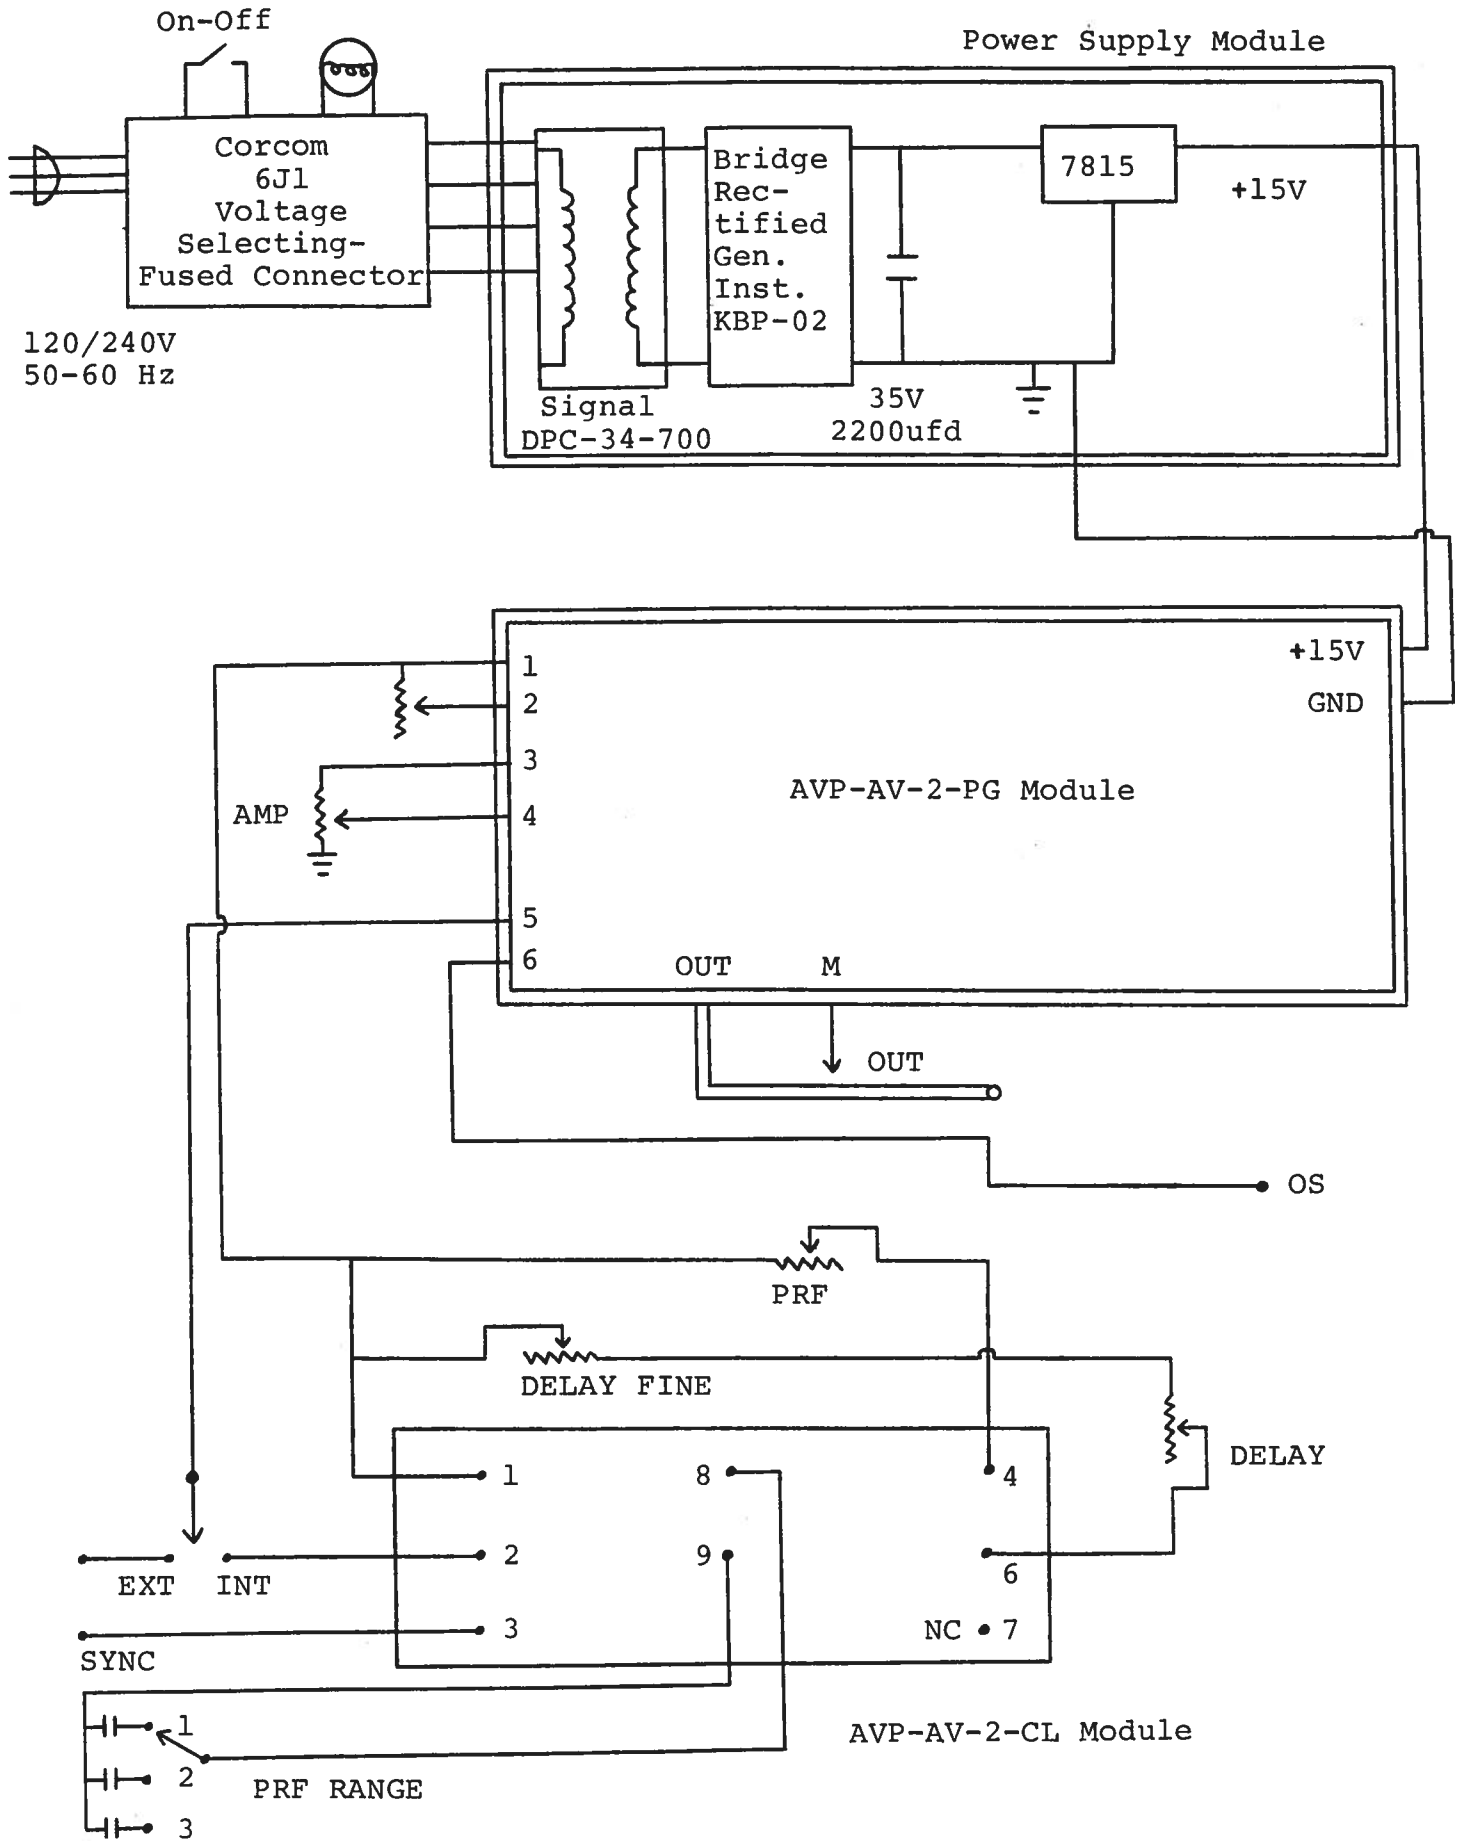 On-Off
Power Supply Module
Corcom
6J1
Voltage
Selecting-
Fused Connector
120/240V
50-60 Hz
Signal
DPC-34-700
Bridge
Rec-
tified
Gen.
Inst.
KBP-02
35V
2200ufd
7815
+15V
1
2
3
4
5
6
AMP
+15V
GND
AVP-AV-2-PG Module
OUT
M
OUT
OS
PRF
DELAY FINE
DELAY
1
2
3
8
9
4
6
NC
7
EXT
INT
SYNC
1
2
3
PRF RANGE
AVP-AV-2-CL Module